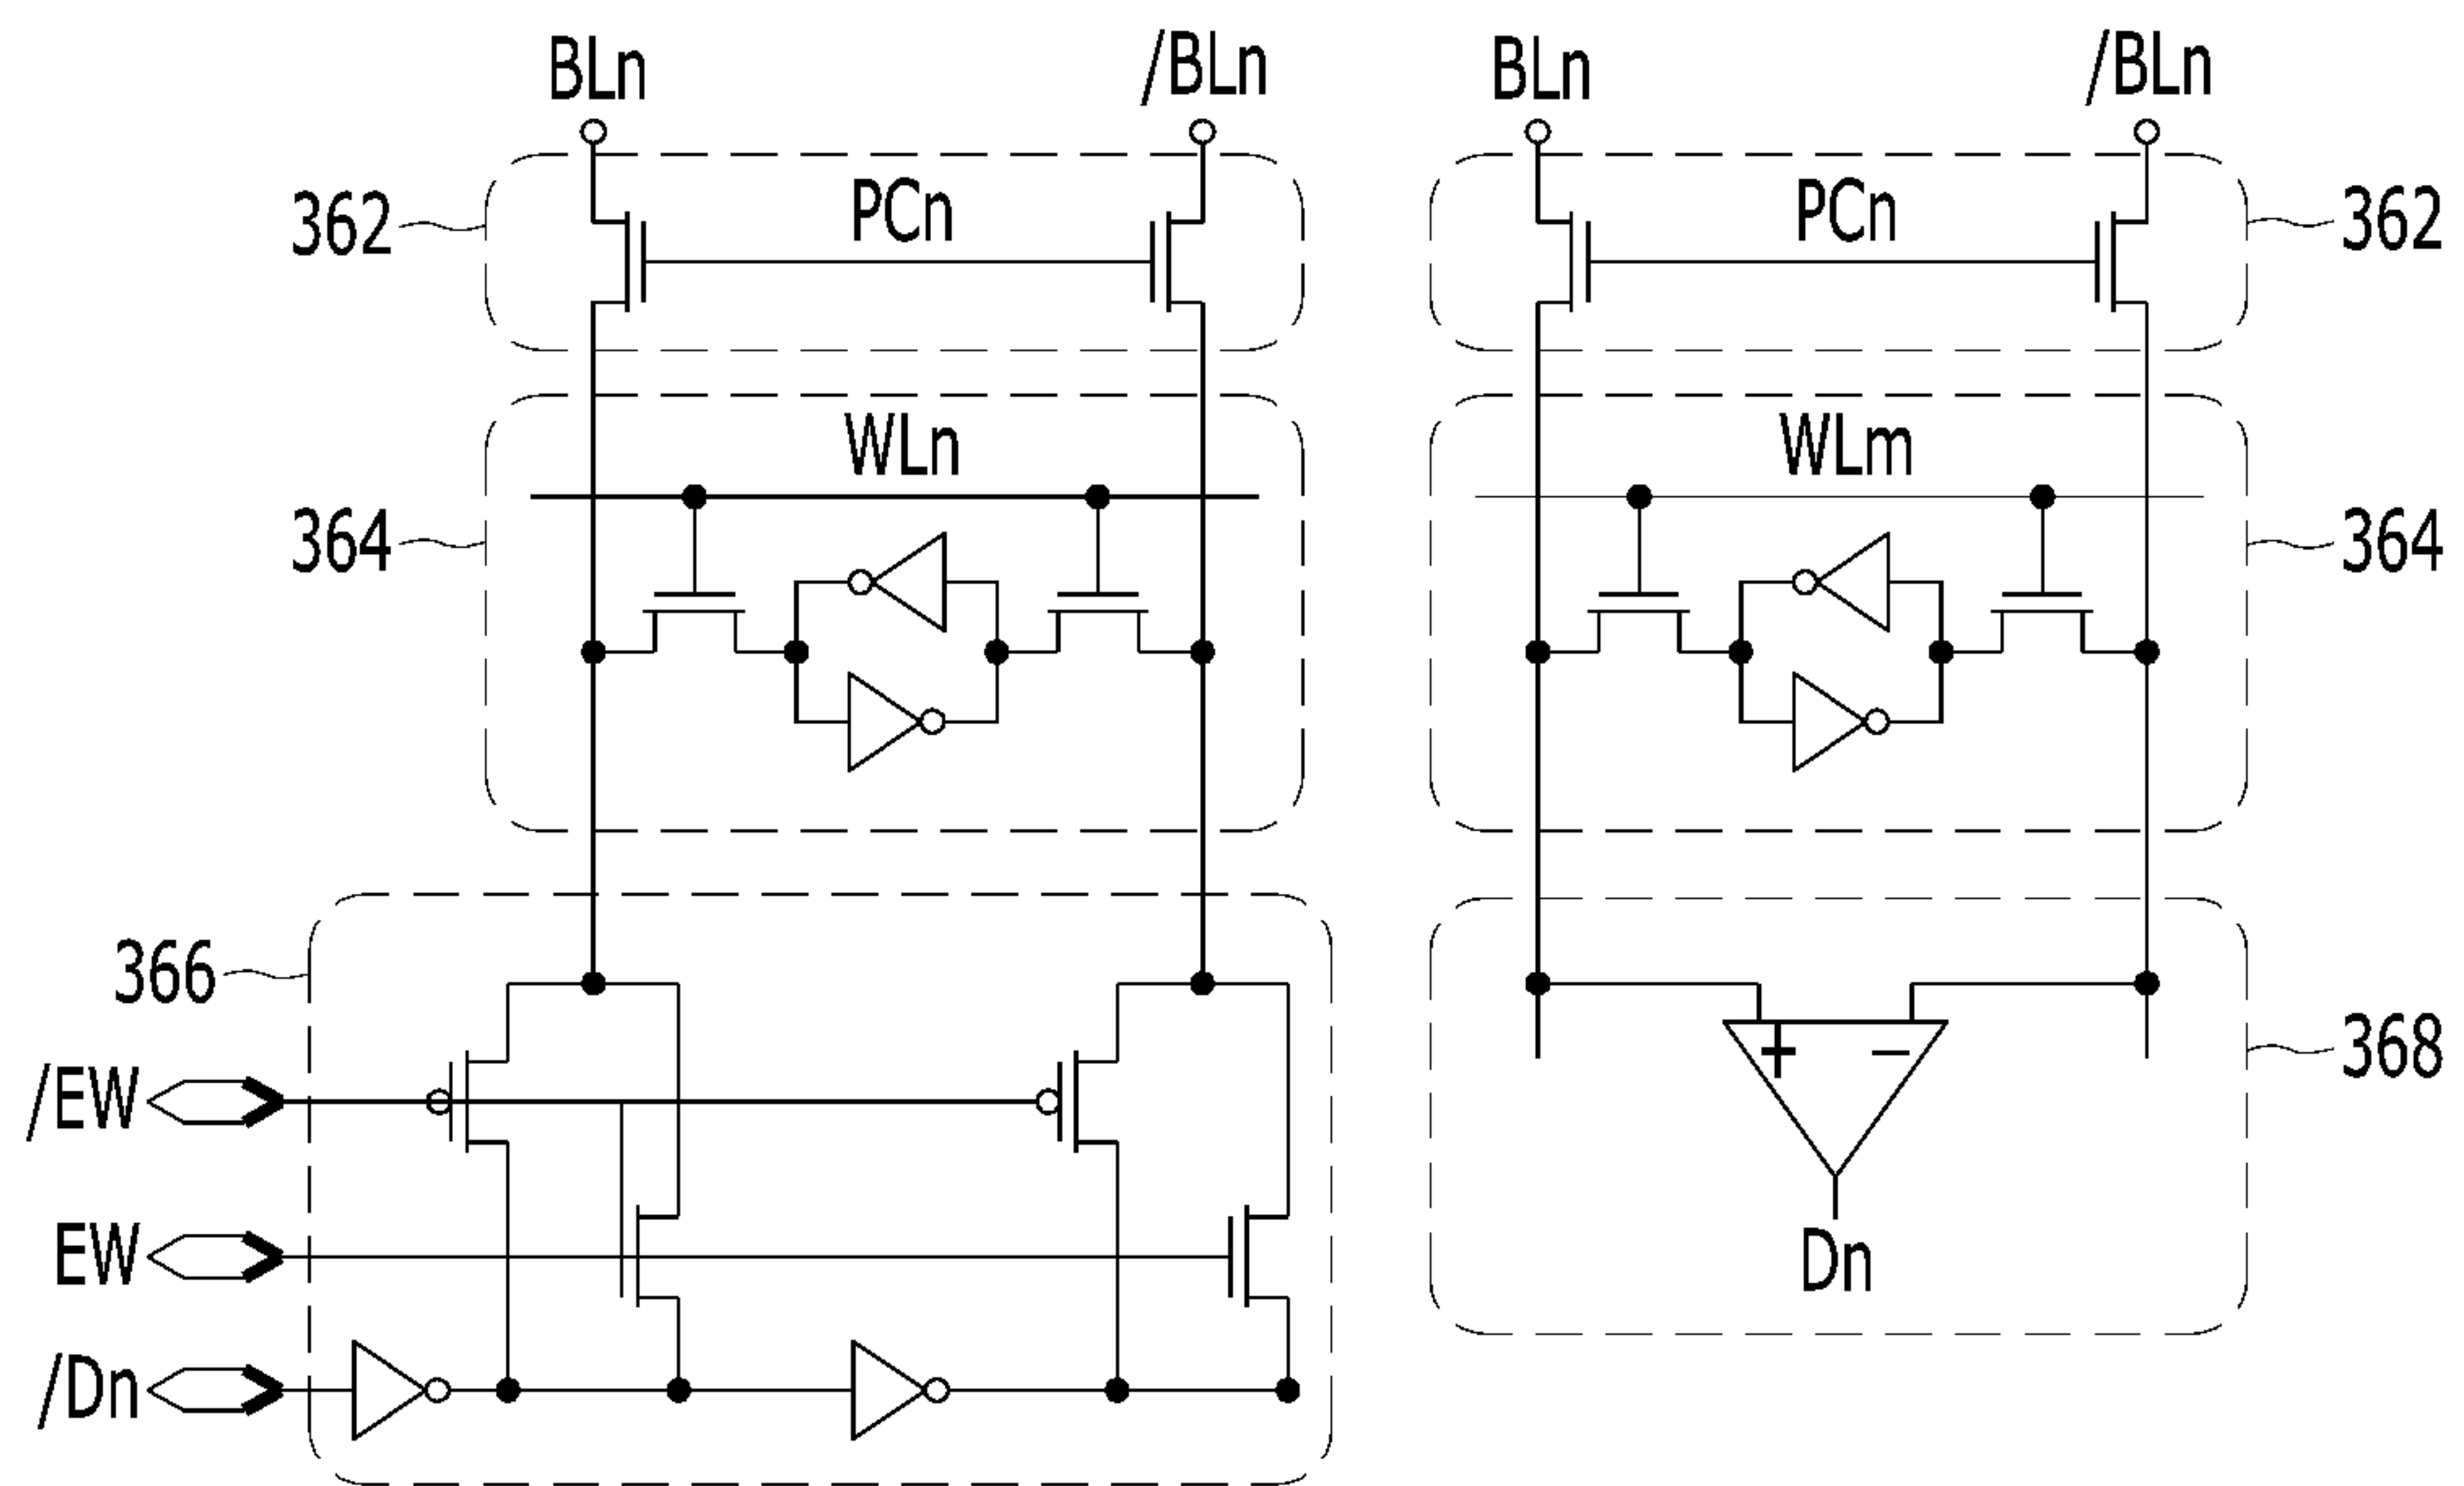 BLn /BLn BLn /BLn
362 PCn PCn 362
WLn WLm
364 364
366
/EW + − 368
EW Dn
/Dn